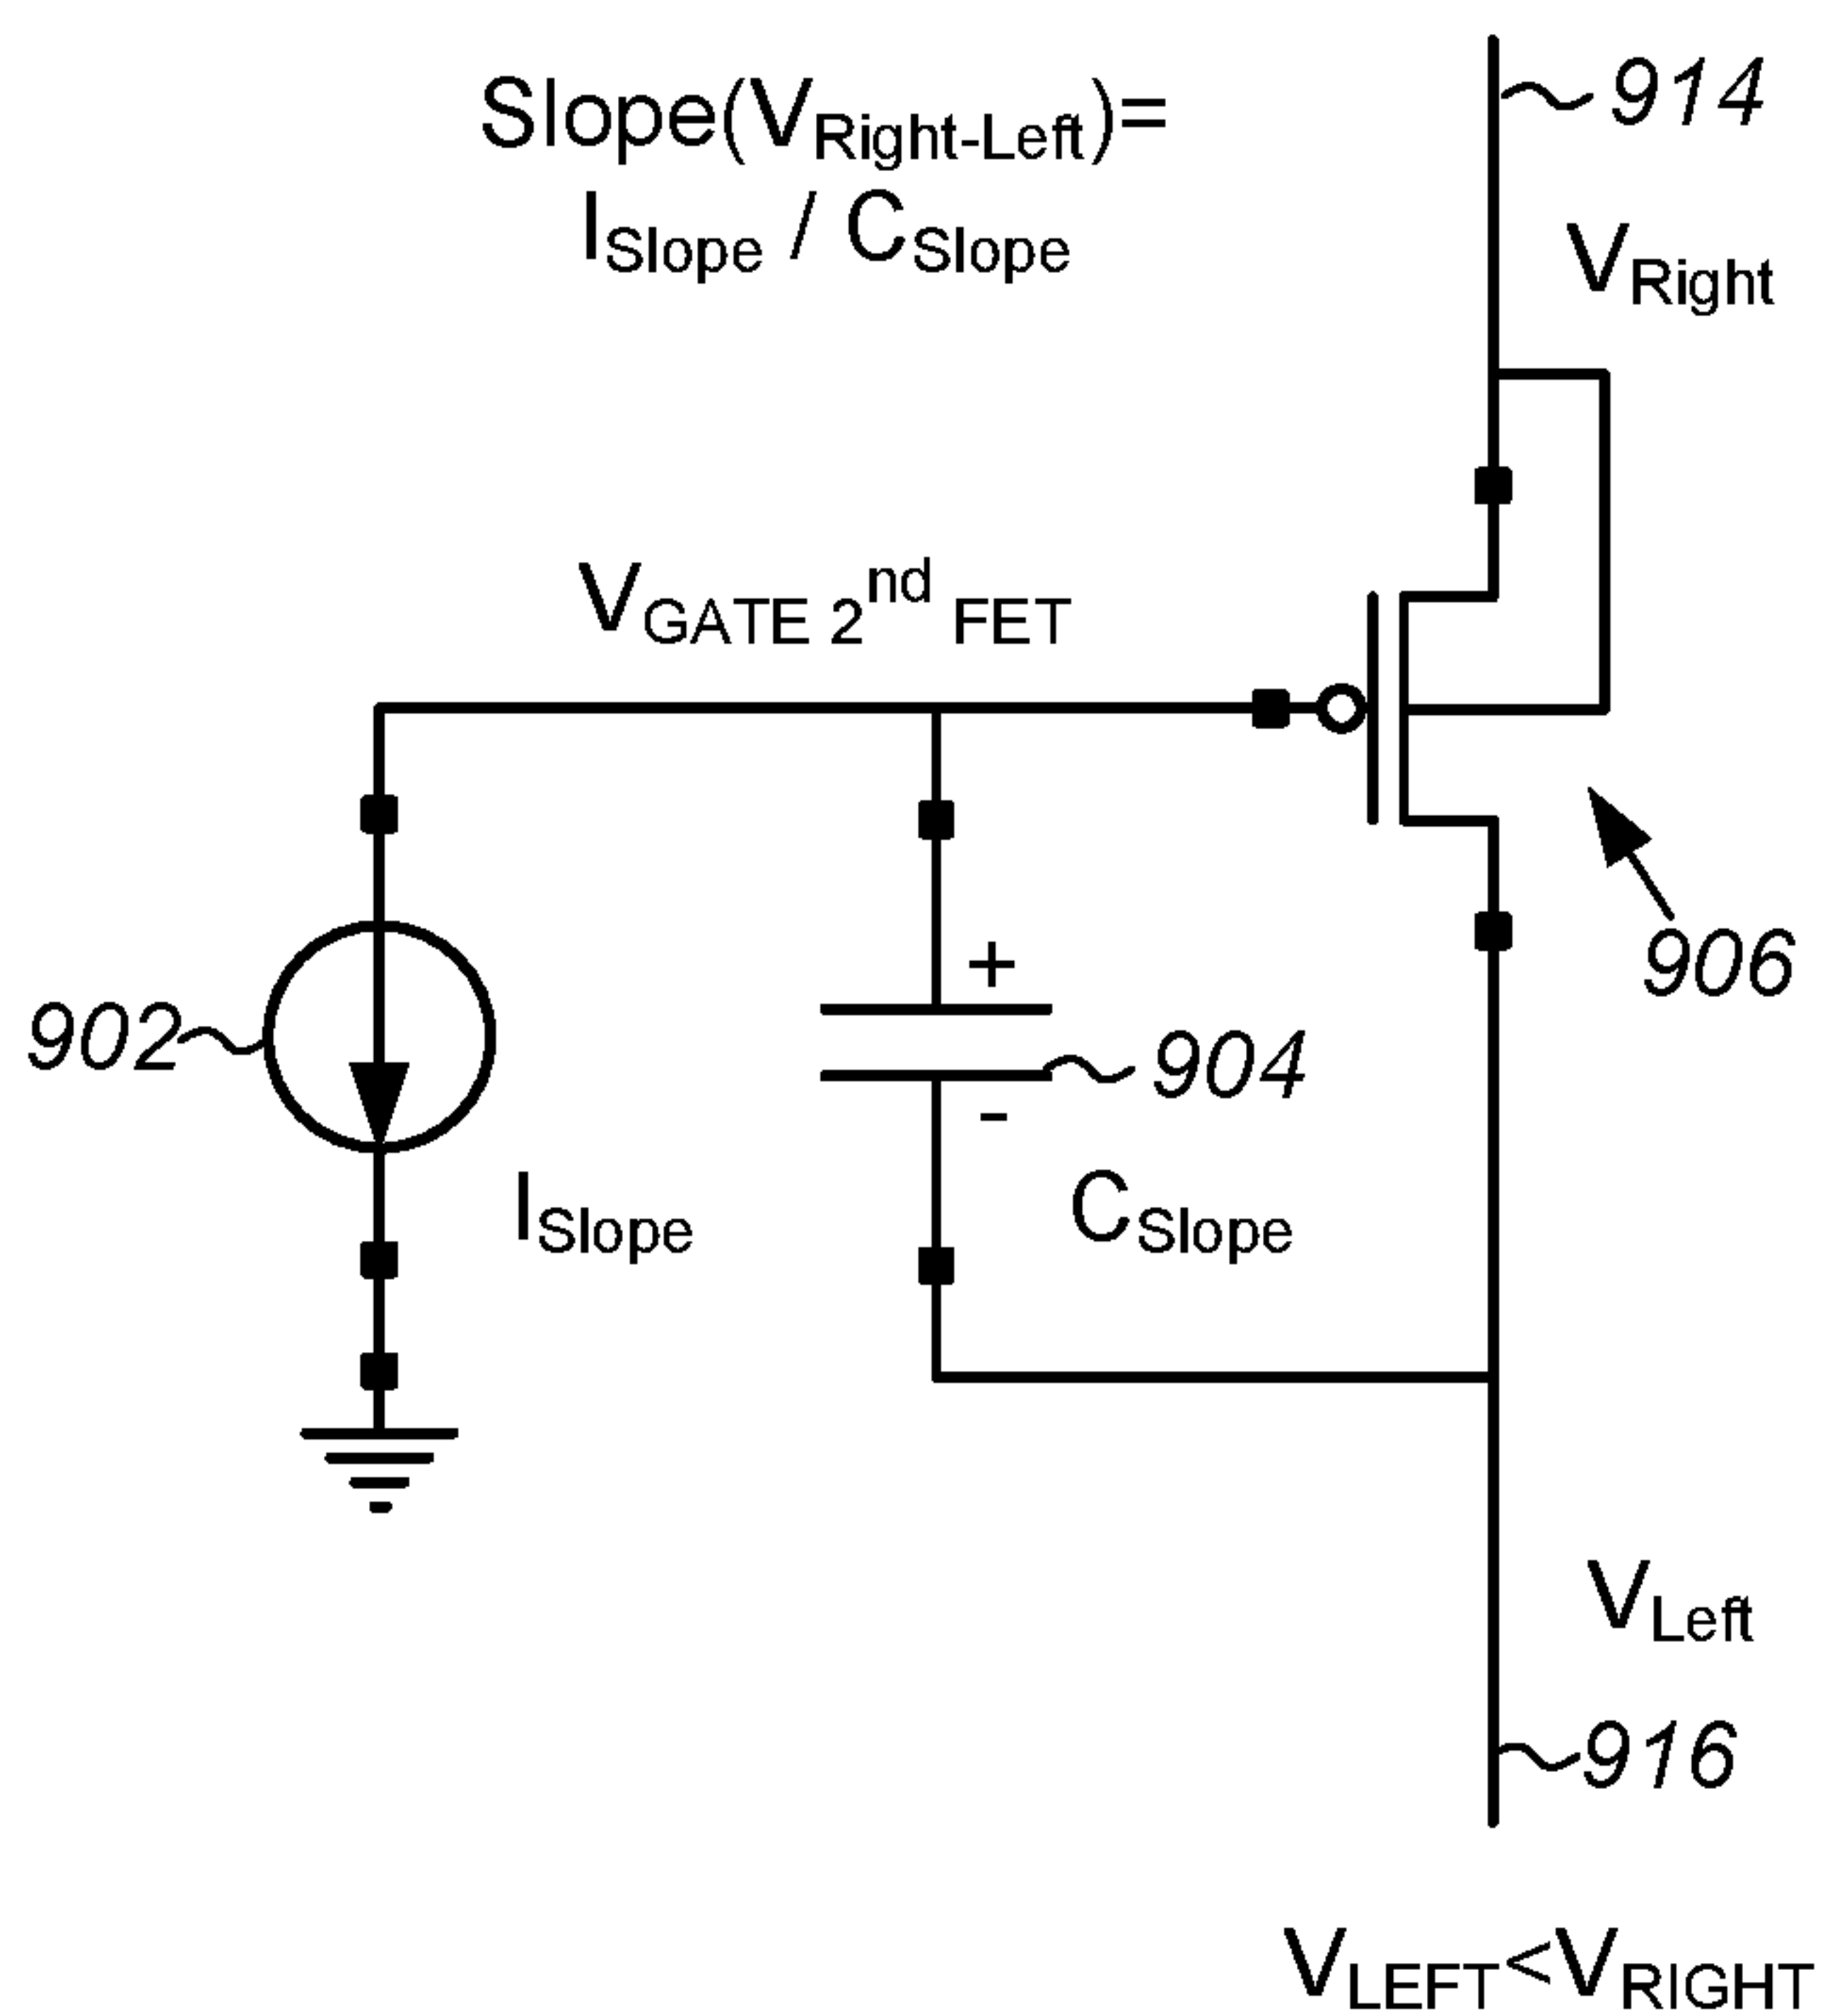 Slope(VRight-Left)=
ISlope / CSlope
914
VRight
VGATE 2nd FET
906
902
+
904
-
ISlope
CSlope
VLeft
916
VLEFT<VRIGHT